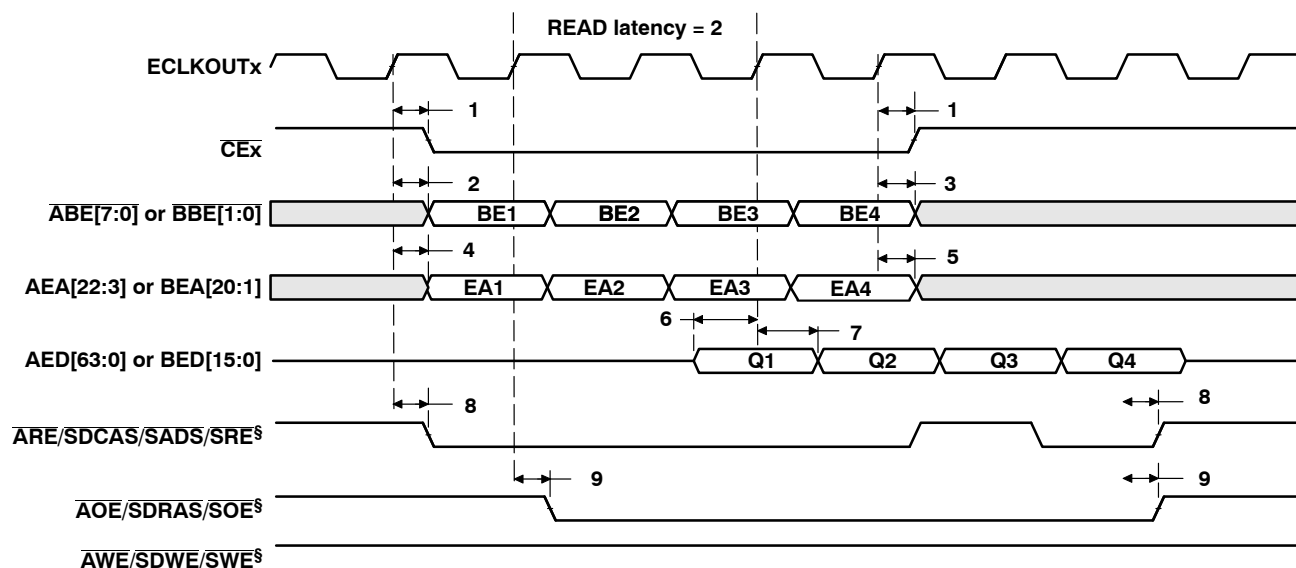 READ latency = 2
ECLKOUTx
1 1
CEx
2 3
ABE[7:0] or BBE[1:0] BE1 BE2 BE3 BE4
4 5
AEA[22:3] or BEA[20:1] EA1 EA2 EA3 EA4
6 7
AED[63:0] or BED[15:0] Q1 Q2 Q3 Q4
8 8
ARE/SDCAS/SADS/SRE§
9 9
AOE/SDRAS/SOE§
AWE/SDWE/SWE§